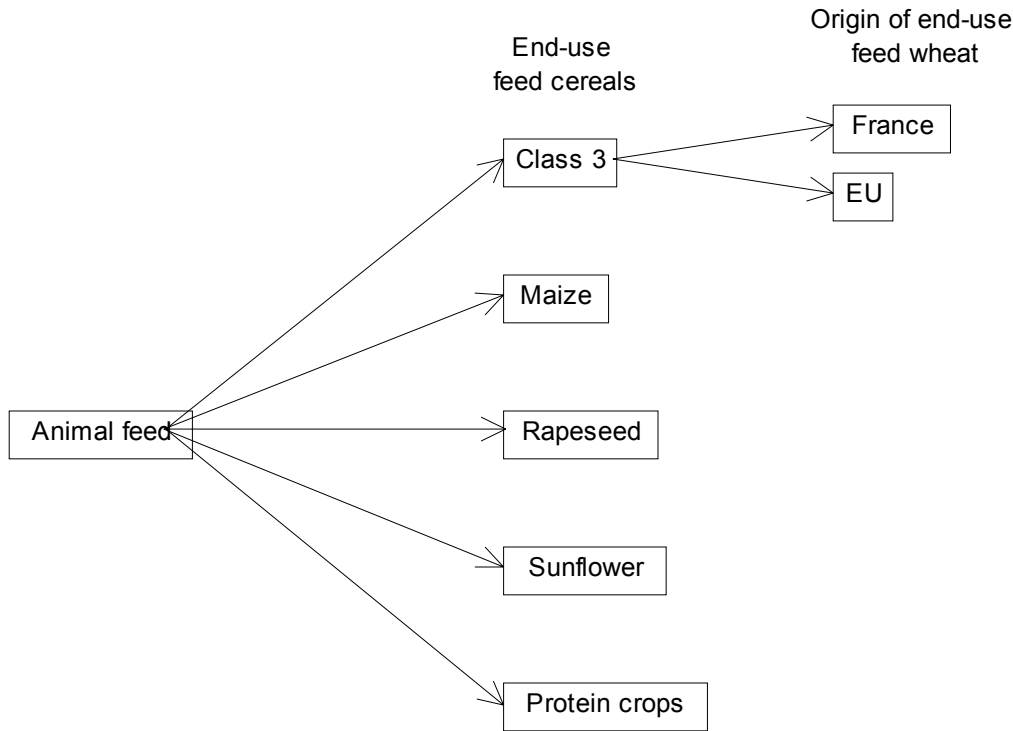 Origin of end-use
feed wheat
End-use
feed cereals
France
Class 3
EU
Maize
Animal feed
Rapeseed
Sunflower
Protein crops